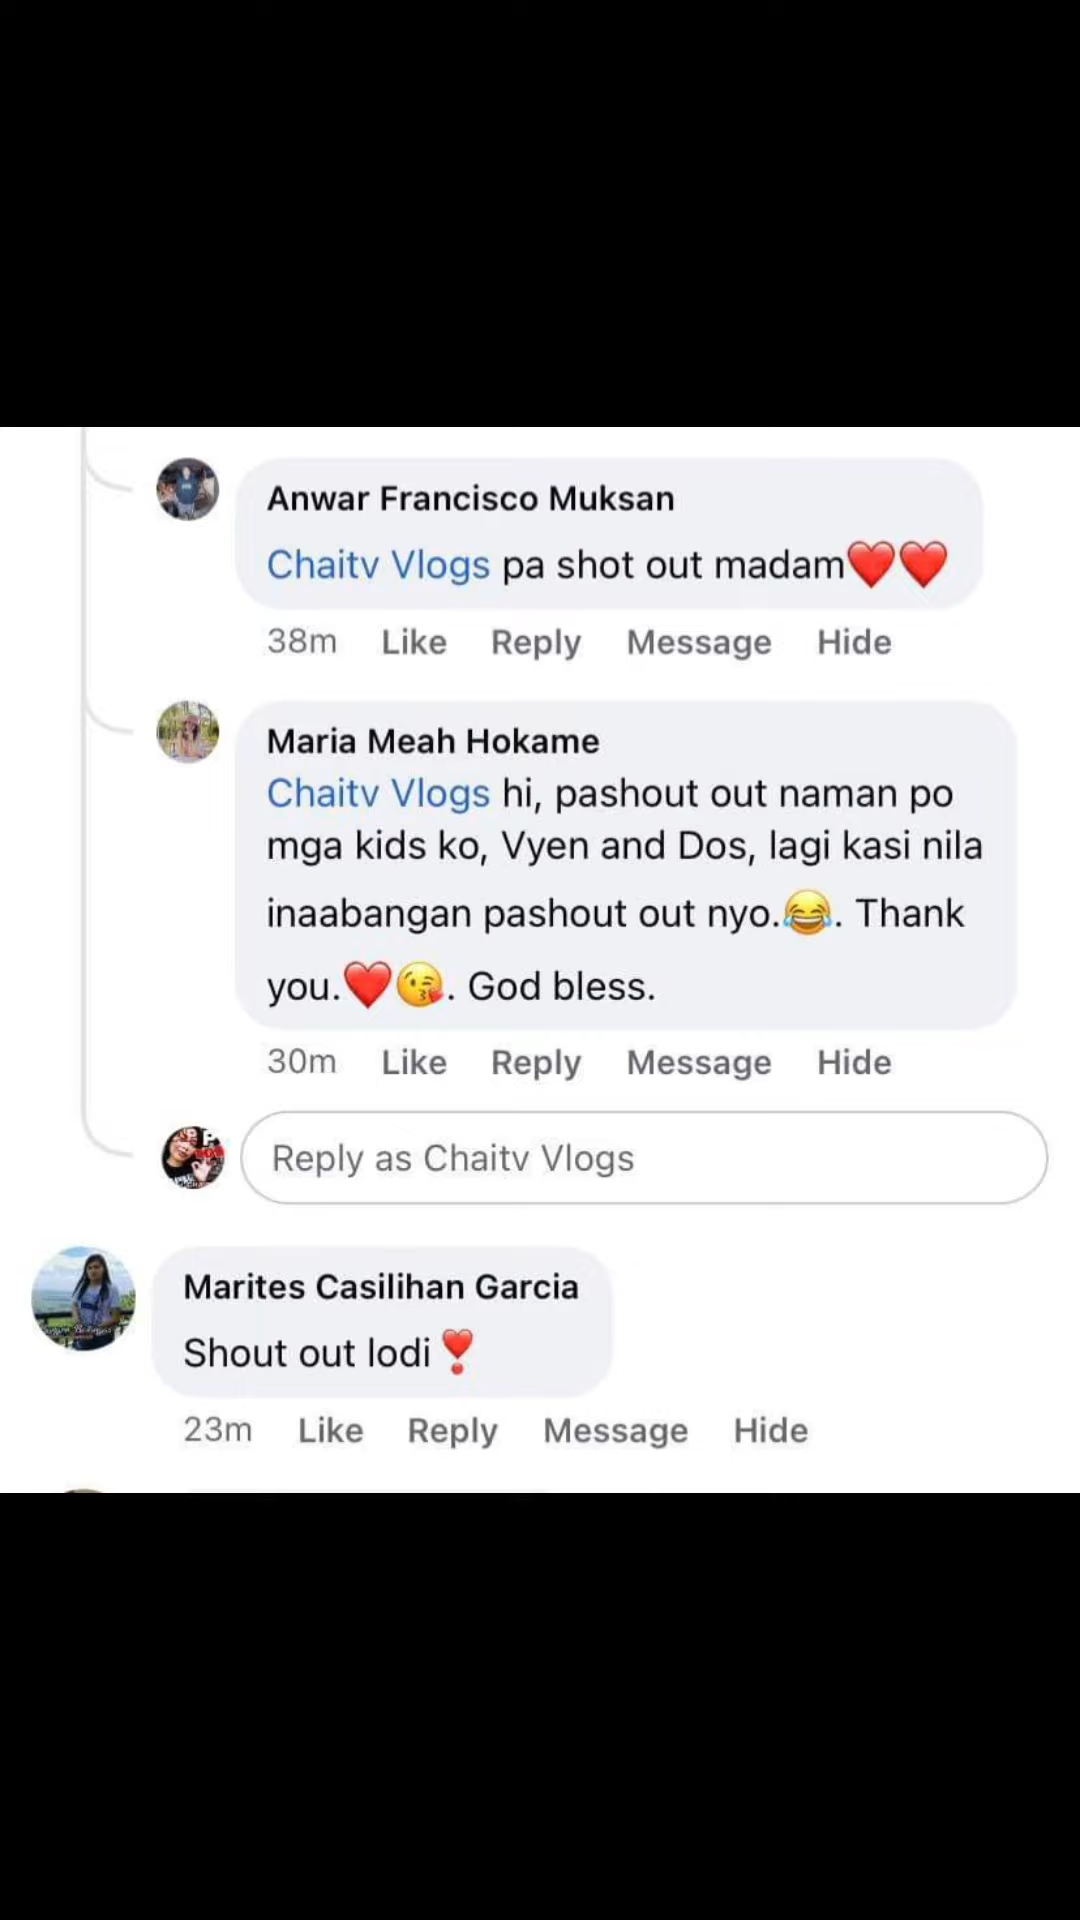 Anwar Francisco Muksan
Chaitv Vlogs pa shot out madam❤️❤️
38m Like Reply Message Hide
Maria Meah Hokame
Chaitv Vlogs hi, pashout out naman po
mga kids ko, Vyen and Dos, lagi kasi nila
inaabangan pashout out nyo.😂. Thank
you.❤️😘. God bless.
30m Like Reply Message Hide
Reply as Chaitv Vlogs
Marites Casilihan Garcia
Shout out lodi❣️
23m Like Reply Message Hide